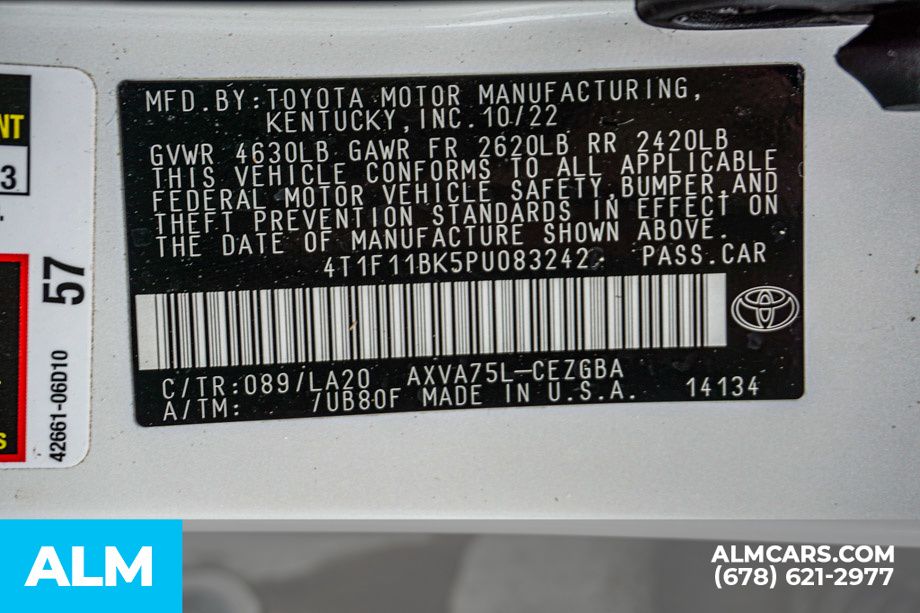 MFD.BY:TOYOTA MOTOR MANUFACTURING,
KENTUCKY,INC.10/22
GVWR 4630LB GAWR FR 2620LB RR 2420LB
THIS VEHICLE CONFORMS TO ALL APPLICABLE
FEDERAL MOTOR VEHICLE SAFETY,BUMPER,AND
THEFT PREVENTION STANDARDS IN EFFECT ON
THE DATE OF MANUFACTURE SHOWN ABOVE.
4T1F11BK5PU083242 PASS.CAR
C/TR:089/LA20 AXVA75L-CEZGBA
A/TM: /UB80F MADE IN U.S.A. 14134
NT
3
57
42661-06D10
S
ALM
ALMCARS.COM
(678) 621-2977